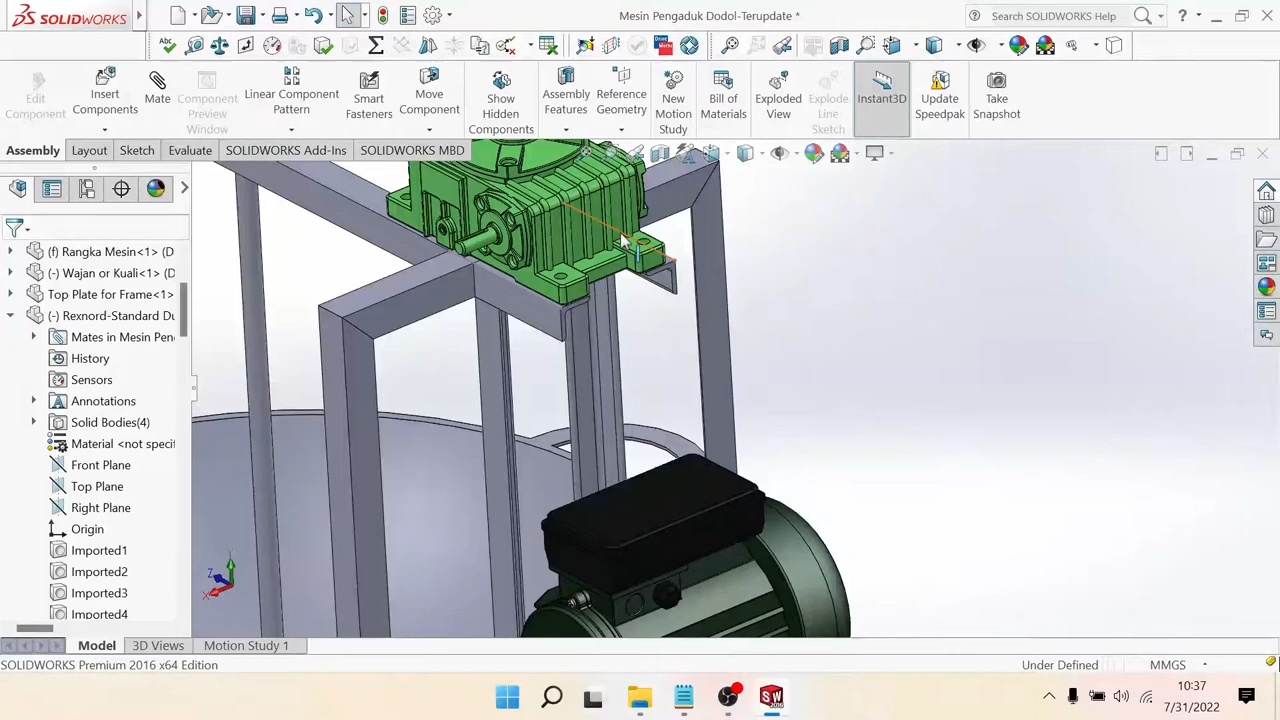 SOLIDWORKS
Mesin Pengaduk Dodol-Terupdate *
Search SOLIDWORKS Help
Edit Component
Insert Components
Mate
Component Preview Window
Linear Component Pattern
Smart Fasteners
Move Component
Show Hidden Components
Assembly Features
Reference Geometry
New Motion Study
Bill of Materials
Exploded View
Explode Line Sketch
Instant3D
Update Speedpak
Take Snapshot
Assembly
Layout
Sketch
Evaluate
SOLIDWORKS Add-Ins
SOLIDWORKS MBD
(f) Rangka Mesin<1> (D
(-) Wajan or Kuali<1> (D
Top Plate for Frame<1>
(-) Rexnord-Standard Du
Mates in Mesin Pen
History
Sensors
Annotations
Solid Bodies(4)
Material <not specif
Front Plane
Top Plane
Right Plane
Origin
Imported1
Imported2
Imported3
Imported4
Y
Z
X
Model
3D Views
Motion Study 1
SOLIDWORKS Premium 2016 x64 Edition
Under Defined
MMGS
10:37
7/31/2022